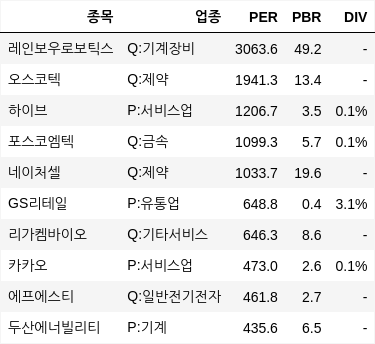 종목 업종 PER PBR DIV
레인보우로보틱스 Q:기계장비 3063.6 49.2 -
오스코텍 Q:제약 1941.3 13.4 -
하이브 P:서비스업 1206.7 3.5 0.1%
포스코엠텍 Q:금속 1099.3 5.7 0.1%
네이처셀 Q:제약 1033.7 19.6 -
GS리테일 P:유통업 648.8 0.4 3.1%
리가켐바이오 Q:기타서비스 646.3 8.6 -
카카오 P:서비스업 473.0 2.6 0.1%
에프에스티 Q:일반전기전자 461.8 2.7 -
두산에너빌리티 P:기계 435.6 6.5 -